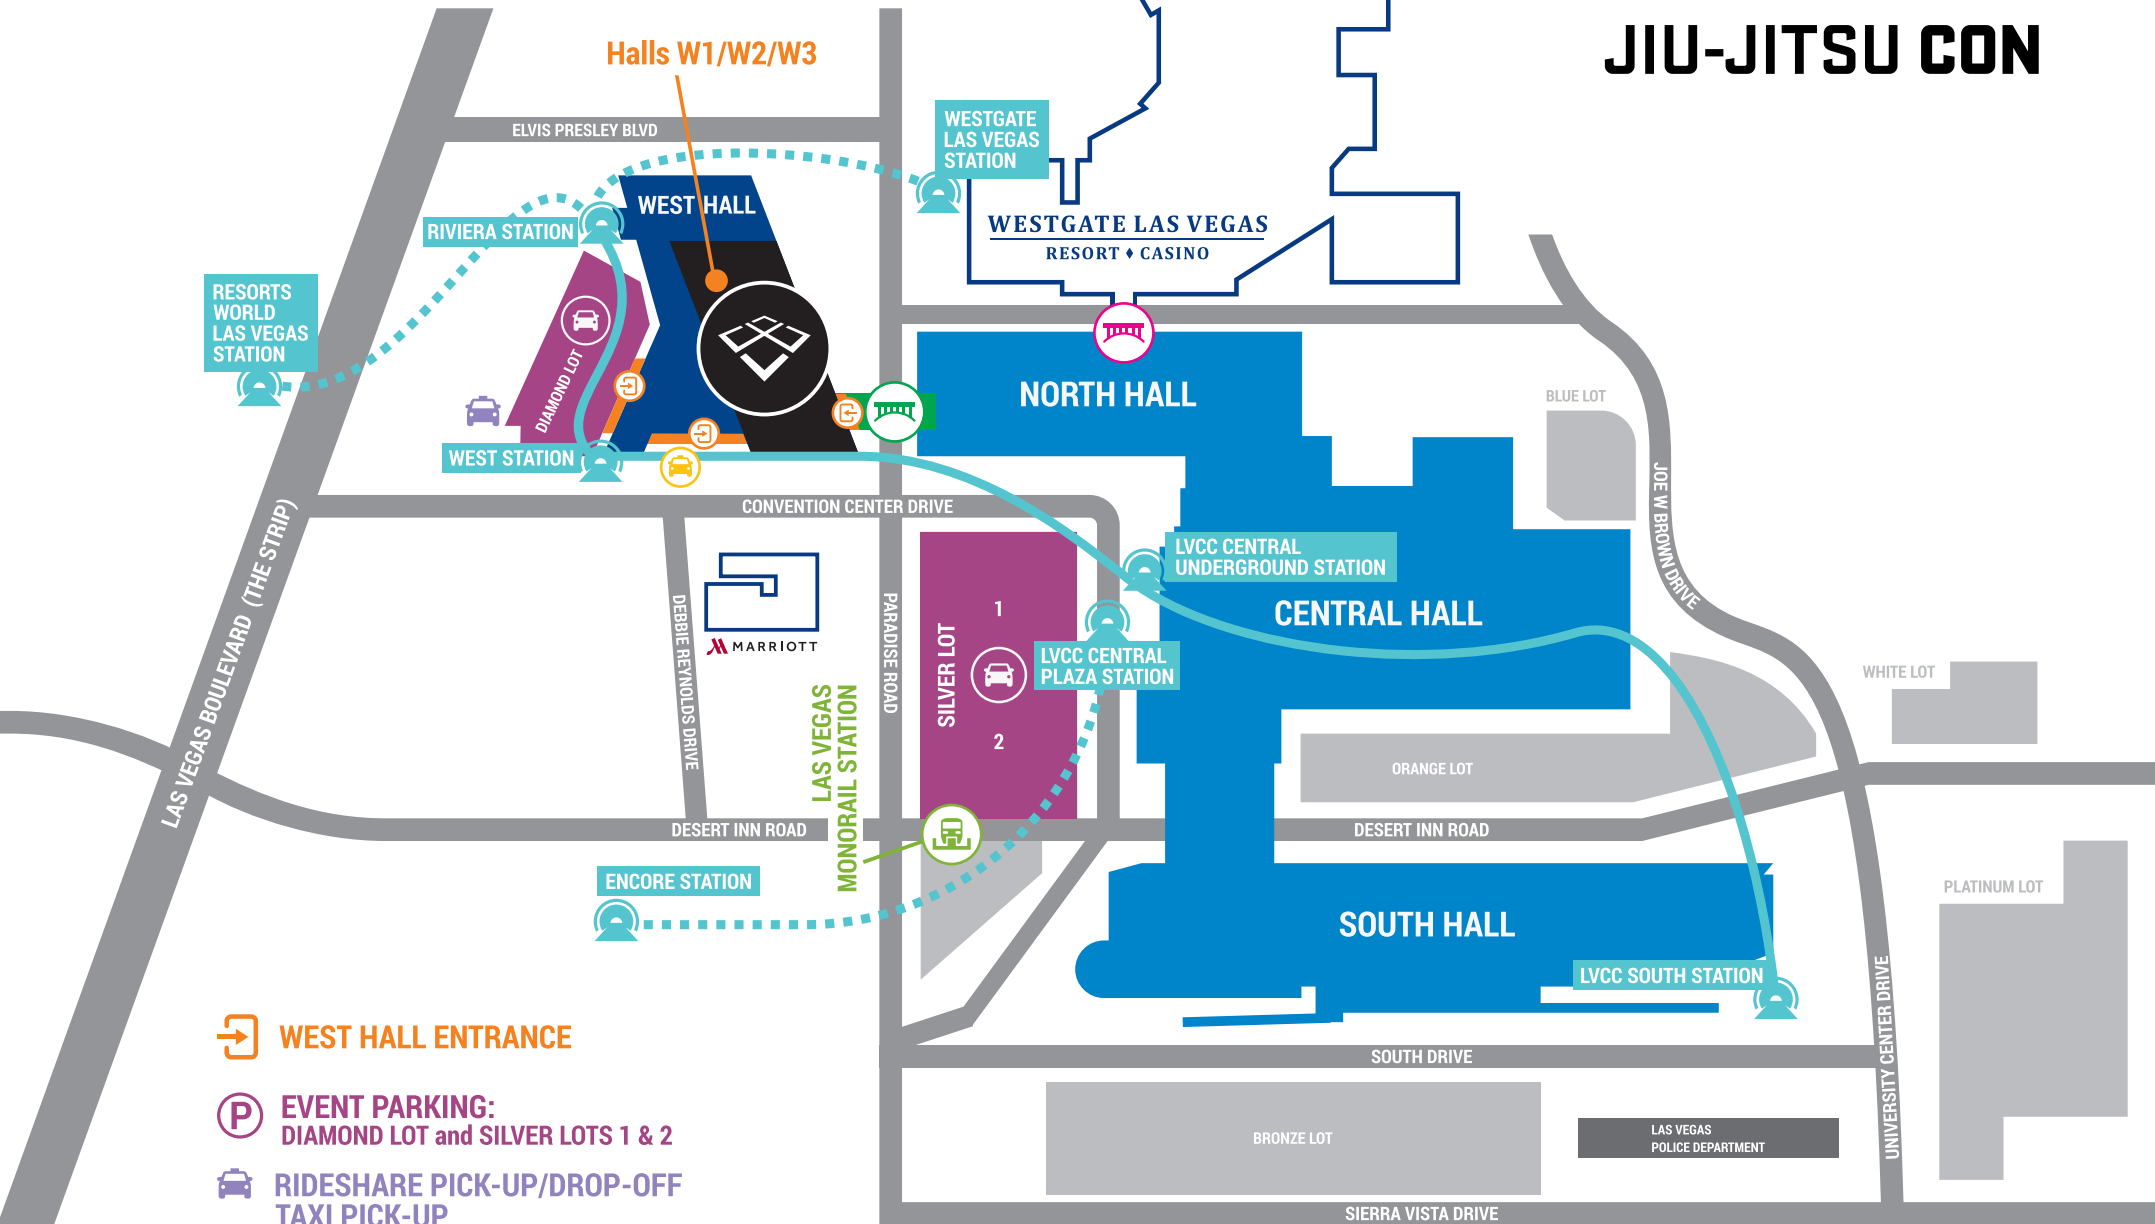 JIU-JITSU CON
Halls W1/W2/W3
ELVIS PRESLEY BLVD
WESTGATE
LAS VEGAS
STATION
WEST HALL
RIVIERA STATION
WESTGATE LAS VEGAS
RESORT ♦ CASINO
RESORTS
WORLD
LAS VEGAS
STATION
DIAMOND LOT
NORTH HALL
BLUE LOT
WEST STATION
CONVENTION CENTER DRIVE
JOE W BROWN DRIVE
LAS VEGAS BOULEVARD (THE STRIP)
LVCC CENTRAL
UNDERGROUND STATION
CENTRAL HALL
DEBBIE REYNOLDS DRIVE
MARRIOTT
PARADISE ROAD
SILVER LOT
1
2
LVCC CENTRAL
PLAZA STATION
WHITE LOT
LAS VEGAS
MONORAIL STATION
ORANGE LOT
DESERT INN ROAD
DESERT INN ROAD
ENCORE STATION
PLATINUM LOT
SOUTH HALL
LVCC SOUTH STATION
UNIVERSITY CENTER DRIVE
WEST HALL ENTRANCE
SOUTH DRIVE
P
EVENT PARKING:
DIAMOND LOT and SILVER LOTS 1 & 2
BRONZE LOT
LAS VEGAS
POLICE DEPARTMENT
RIDESHARE PICK-UP/DROP-OFF
TAXI PICK-UP
SIERRA VISTA DRIVE